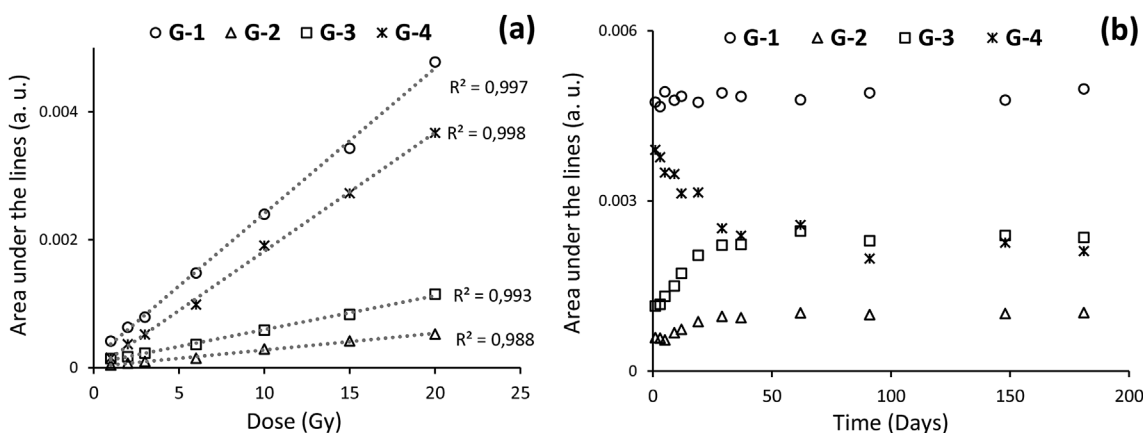 G-1 G-2 G-3 G-4 (a)
Area under the lines (a. u.)
0.004
0.002
0
R² = 0,997
R² = 0,998
R² = 0,993
R² = 0,988
0 5 10 15 20 25
Dose (Gy)
G-1 G-2 G-3 G-4 (b)
Area under the lines (a. u.)
0.006
0.003
0
0 50 100 150 200
Time (Days)